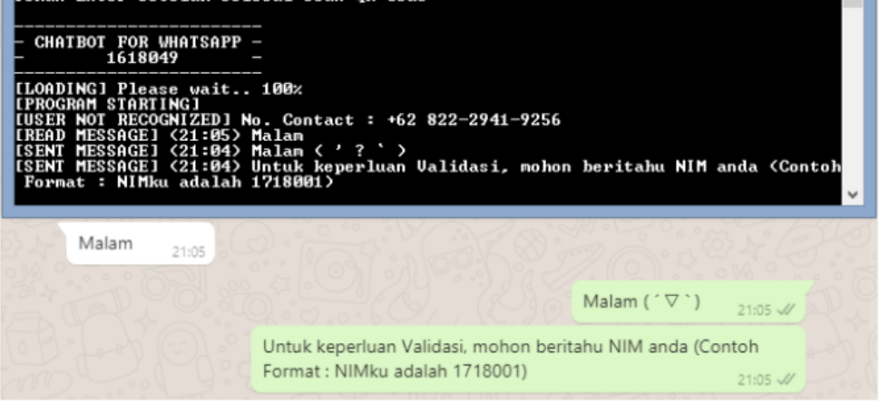 - CHATBOT FOR WHATSAPP -
- 1618049 -
[LOADING] Please wait.. 100%
[PROGRAM STARTING]
[USER NOT RECOGNIZED] No. Contact : +62 822-2941-9256
[READ MESSAGE] (21:05) Malam
[SENT MESSAGE] (21:04) Malam ( ' ? ` )
[SENT MESSAGE] (21:04) Untuk keperluan Validasi, mohon beritahu NIM anda (Contoh
Format : NIMku adalah 1718001)
Malam 21:05
Malam ( ´ ▽ ` ) 21:05
Untuk keperluan Validasi, mohon beritahu NIM anda (Contoh
Format : NIMku adalah 1718001) 21:05